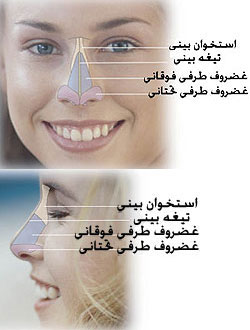 استخوان بینی
تیغه بینی
غضروف طرفی فوقانی
غضروف طرفی تحتانی
استخوان بینی
تیغه بینی
غضروف طرفی فوقانی
غضروف طرفی تحتانی